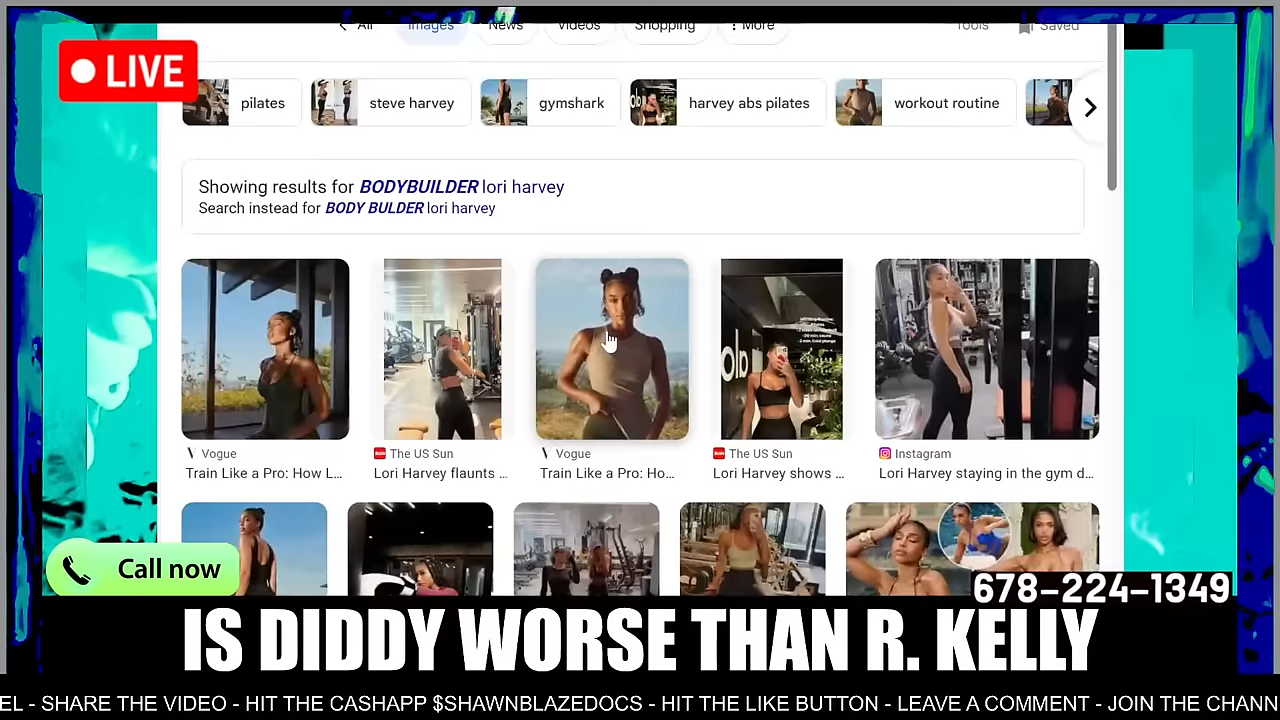 All
Images
News
Videos
Shopping
More
Tools
Saved
LIVE
pilates
steve harvey
gymshark
harvey abs pilates
workout routine
Showing results for BODYBUILDER lori harvey
Search instead for BODY BULDER lori harvey
Vogue
Train Like a Pro: How L...
The US Sun
Lori Harvey flaunts ...
Vogue
Train Like a Pro: Ho...
The US Sun
Lori Harvey shows ...
Instagram
Lori Harvey staying in the gym d...
Call now
678-224-1349
IS DIDDY WORSE THAN R. KELLY
EL - SHARE THE VIDEO - HIT THE CASHAPP $SHAWNBLAZEDOCS - HIT THE LIKE BUTTON - LEAVE A COMMENT - JOIN THE CHANN